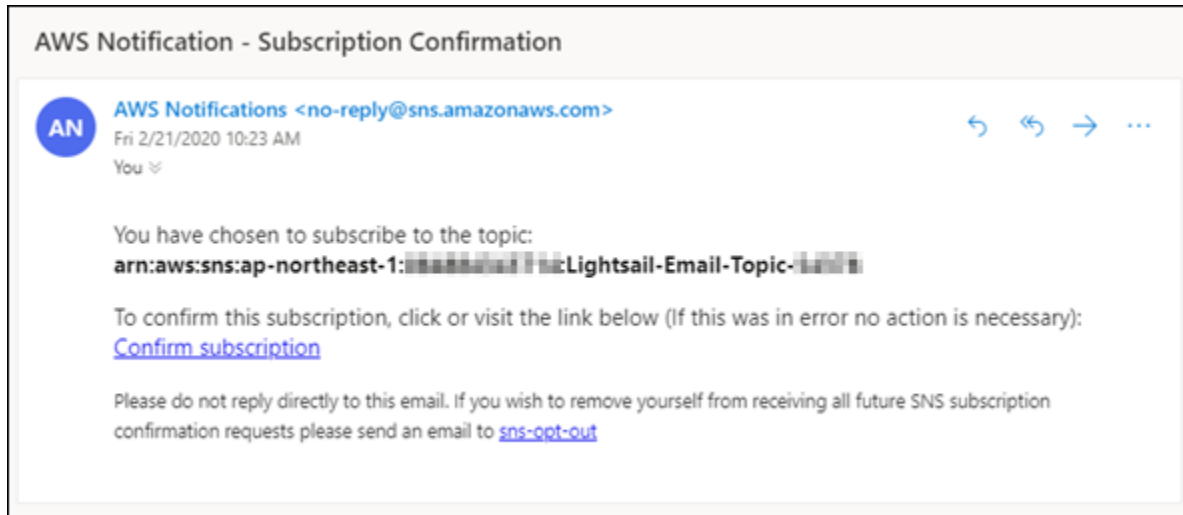 AWS Notification - Subscription Confirmation
AN
AWS Notifications <no-reply@sns.amazonaws.com>
Fri 2/21/2020 10:23 AM
You
You have chosen to subscribe to the topic:
arn:aws:sns:ap-northeast-1: :Lightsail-Email-Topic-
To confirm this subscription, click or visit the link below (If this was in error no action is necessary):
Confirm subscription
Please do not reply directly to this email. If you wish to remove yourself from receiving all future SNS subscription
confirmation requests please send an email to sns-opt-out